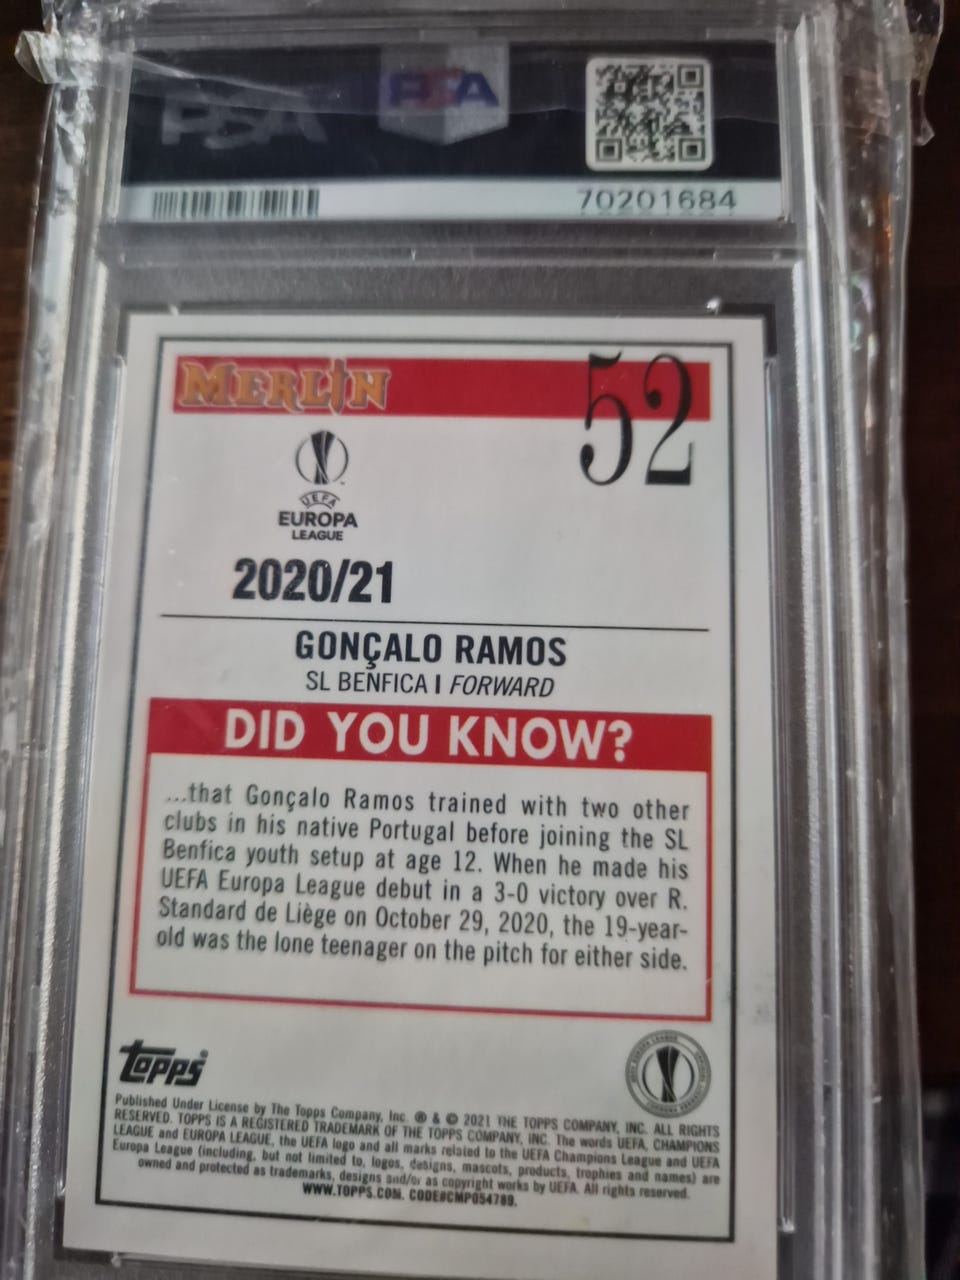 PSA PSA
70201684
MERLIN 52
UEFA
EUROPA
LEAGUE
2020/21
GONÇALO RAMOS
SL BENFICA | FORWARD
DID YOU KNOW?
...that Gonçalo Ramos trained with two other
clubs in his native Portugal before joining the SL
Benfica youth setup at age 12. When he made his
UEFA Europa League debut in a 3-0 victory over R.
Standard de Liège on October 29, 2020, the 19-year-
old was the lone teenager on the pitch for either side.
Topps®
Published Under License by The Topps Company, Inc. ® & © 2021 THE TOPPS COMPANY, INC. ALL RIGHTS
RESERVED. TOPPS IS A REGISTERED TRADEMARK OF THE TOPPS COMPANY, INC. The words UEFA, CHAMPIONS
LEAGUE and EUROPA LEAGUE, the UEFA logo and all marks related to the UEFA Champions League and UEFA
Europa League (including, but not limited to, logos, designs, mascots, products, trophies and names) are
owned and protected as trademarks, designs and/or as copyright works by UEFA. All rights reserved.
WWW.TOPPS.COM. CODE#CMP054789.